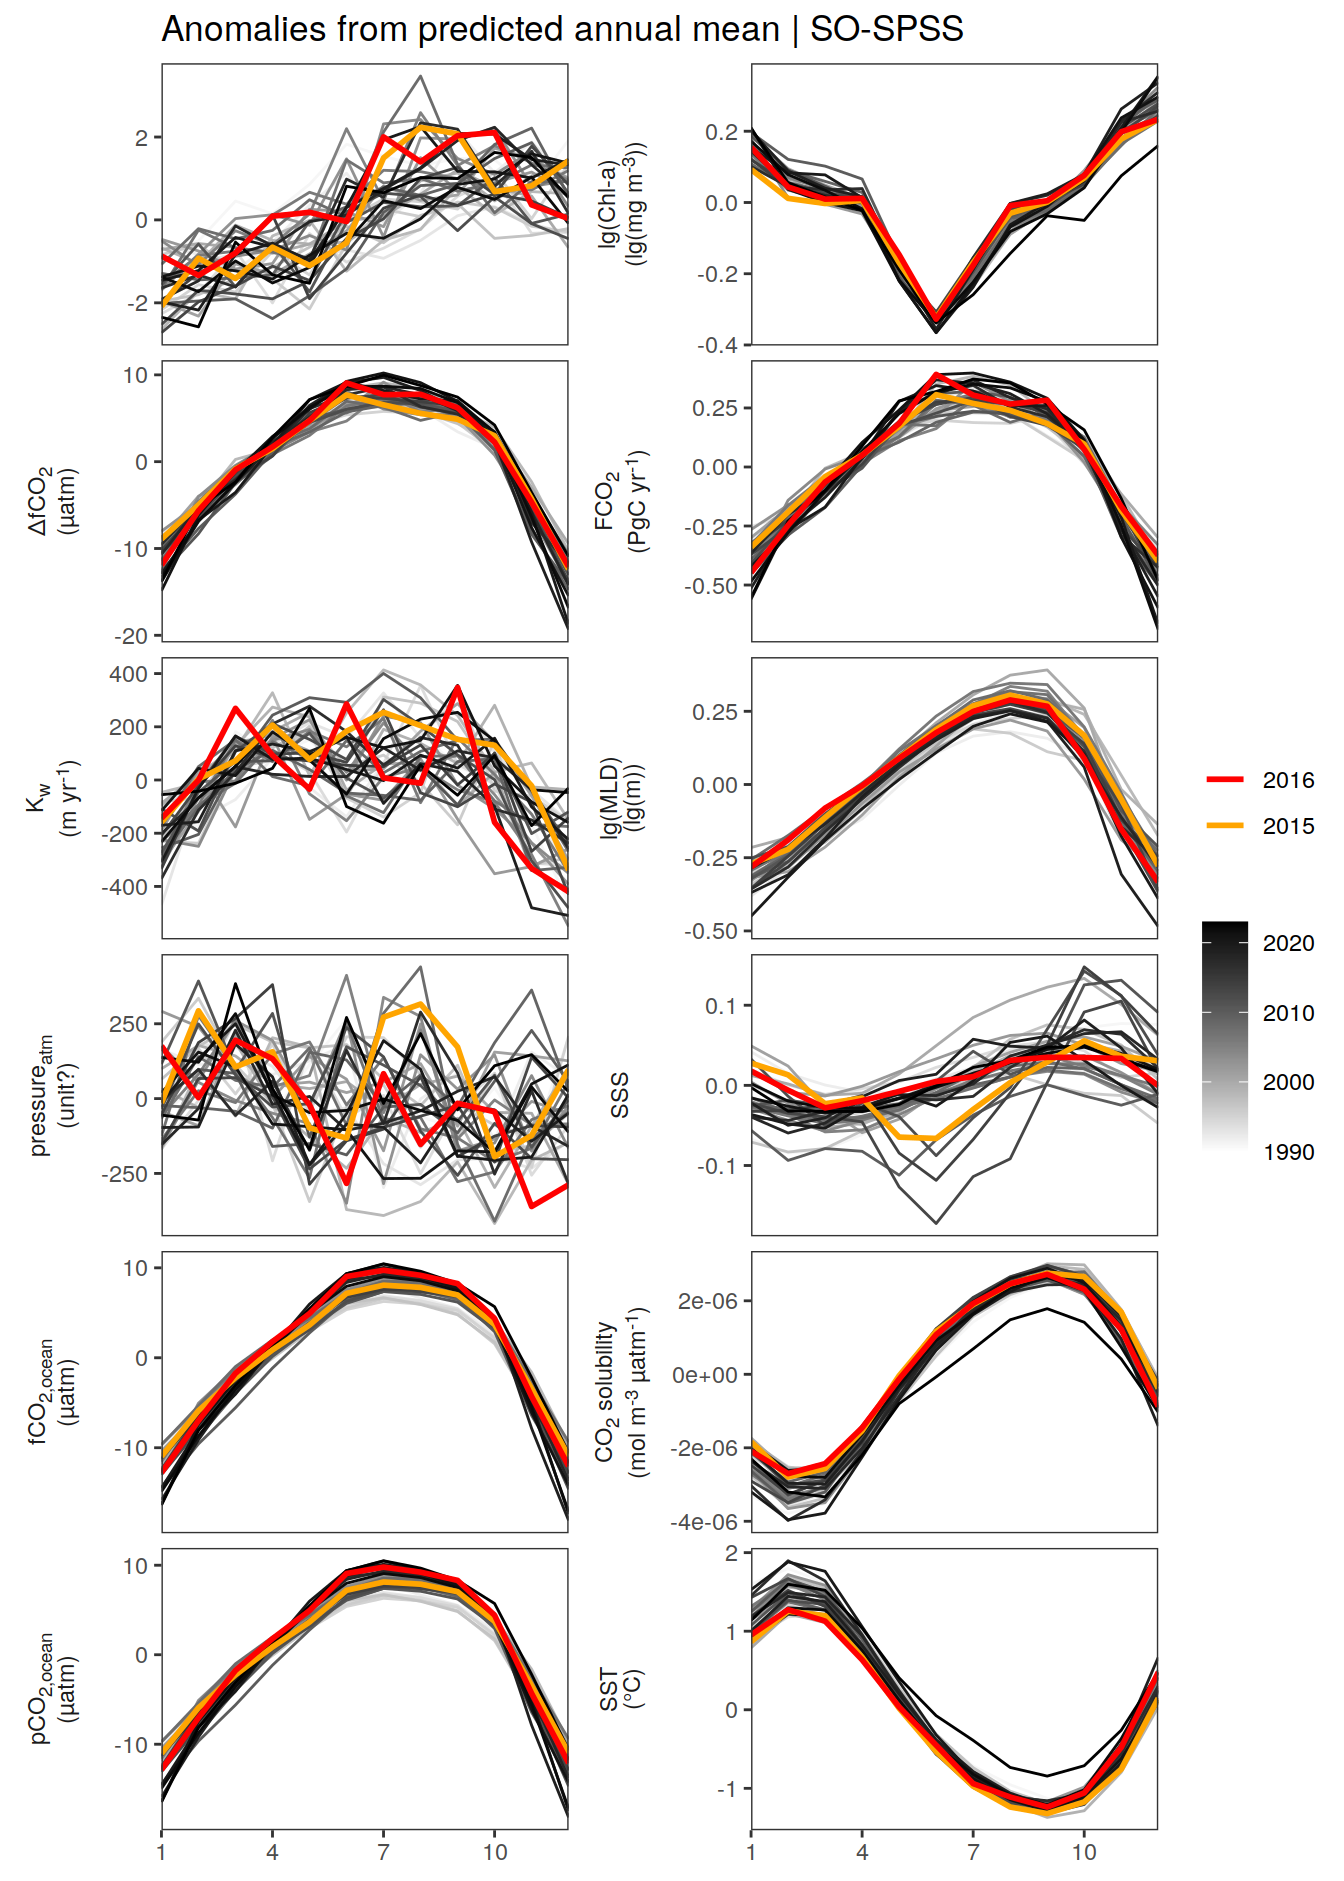 Anomalies from predicted annual mean | SO-SPSS
2
0
-2
lg(Chl-a)
(lg(mg m-3))
0.2
0.0
-0.2
-0.4
ΔfCO2
(µatm)
10
0
-10
-20
FCO2
(PgC yr-1)
0.25
0.00
-0.25
-0.50
Kw
(m yr-1)
400
200
0
-200
-400
lg(MLD)
(lg(m))
0.25
0.00
-0.25
-0.50
2016
2015
pressureatm
(unit?)
250
0
-250
SSS
0.1
0.0
-0.1
2020
2010
2000
1990
fCO2,ocean
(µatm)
10
0
-10
CO2 solubility
(mol m-3 µatm-1)
2e-06
0e+00
-2e-06
-4e-06
pCO2,ocean
(µatm)
10
0
-10
SST
(°C)
2
1
0
-1
1 4 7 10
1 4 7 10